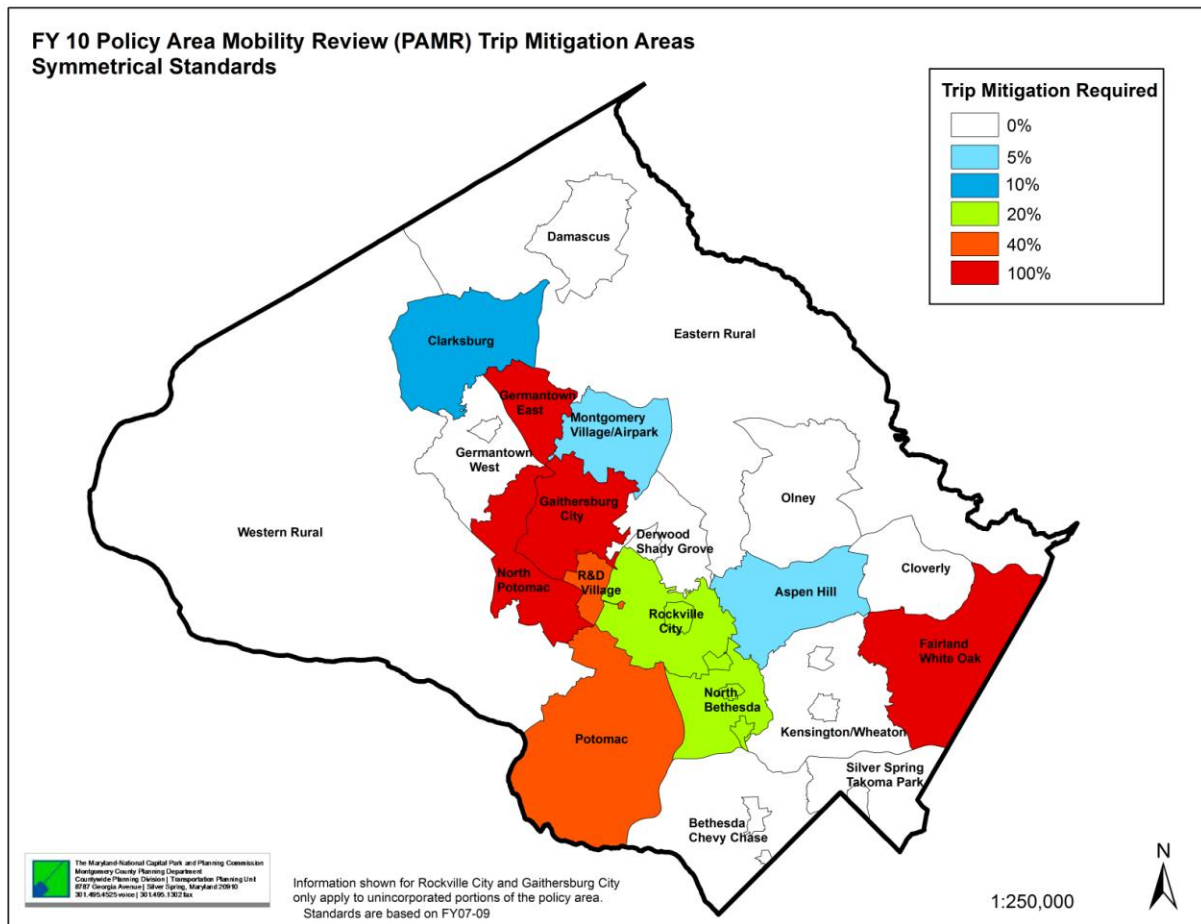 FY 10 Policy Area Mobility Review (PAMR) Trip Mitigation Areas
Symmetrical Standards
Trip Mitigation Required
0%
5%
10%
20%
40%
100%
Damascus
Clarksburg
Eastern Rural
Germantown
East
Montgomery
Village/Airpark
Germantown
West
Gaithersburg
City
Olney
Western Rural
Derwood
Shady Grove
Cloverly
North
Potomac
R&D
Village
Aspen Hill
Rockville
City
Fairland
White Oak
North
Bethesda
Kensington/Wheaton
Potomac
Silver Spring
Takoma Park
Bethesda
Chevy Chase
The Maryland-National Capital Park and Planning Commission
Montgomery County Planning Department
Countywide Planning Division | Transportation Planning Unit
8787 Georgia Avenue | Silver Spring, Maryland 20910
301.495.4525 voice | 301.495.1302 fax
Information shown for Rockville City and Gaithersburg City
only apply to unincorporated portions of the policy area.
Standards are based on FY07-09
1:250,000
N